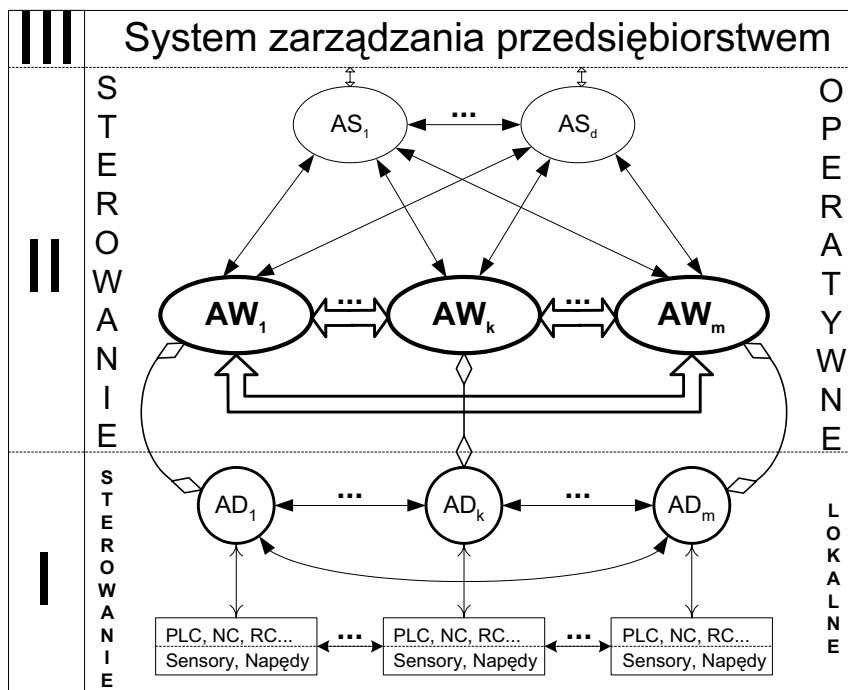 III
System zarządzania przedsiębiorstwem
II
STEROWANIE
OPERATYWNE
AS1
...
ASd
AW1
...
AWk
...
AWm
I
STEROWANIE
LOKALNE
AD1
...
ADk
...
ADm
PLC, NC, RC...
Sensory, Napędy
...
PLC, NC, RC...
Sensory, Napędy
...
PLC, NC, RC...
Sensory, Napędy